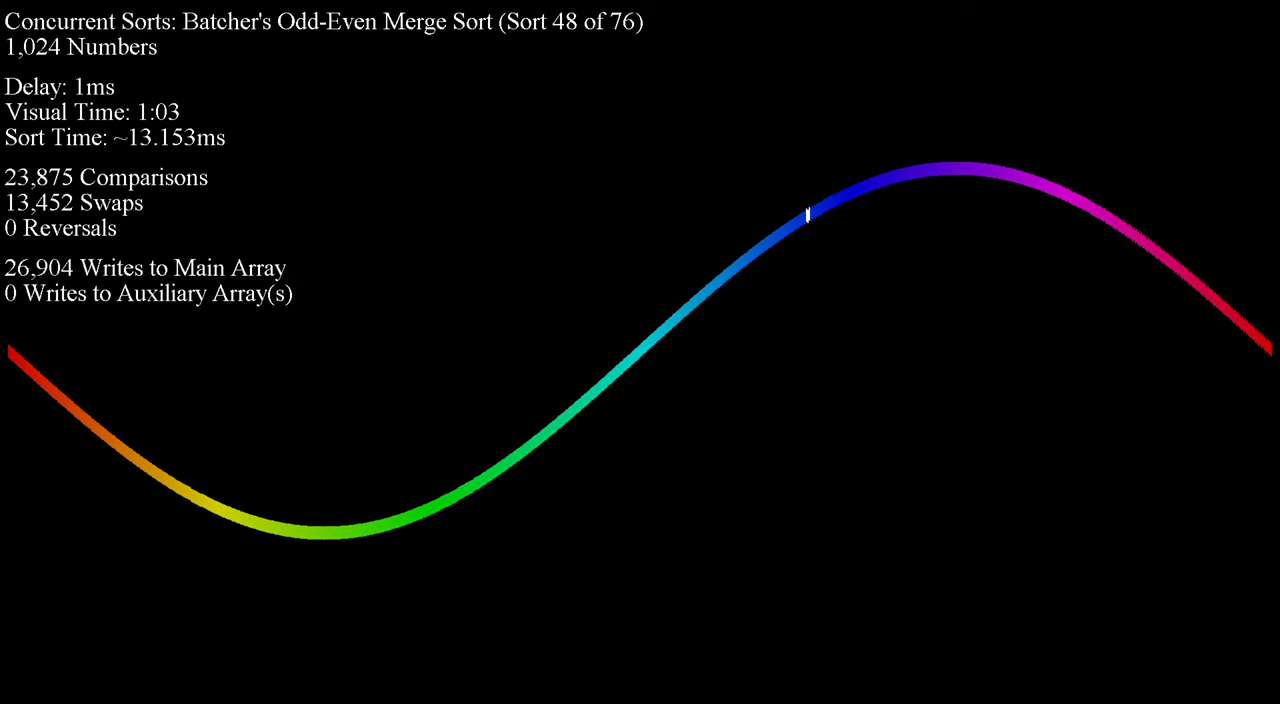 Concurrent Sorts: Batcher's Odd-Even Merge Sort (Sort 48 of 76)
1,024 Numbers
Delay: 1ms
Visual Time: 1:03
Sort Time: ~13.153ms
23,875 Comparisons
13,452 Swaps
0 Reversals
26,904 Writes to Main Array
0 Writes to Auxiliary Array(s)